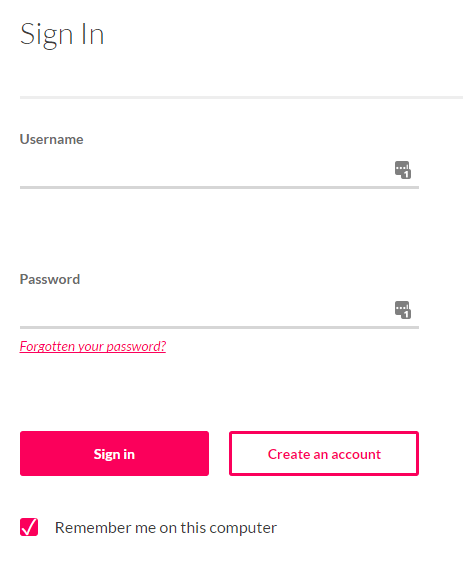 Sign In
Username
Password
Forgotten your password?
Sign in
Create an account
Remember me on this computer